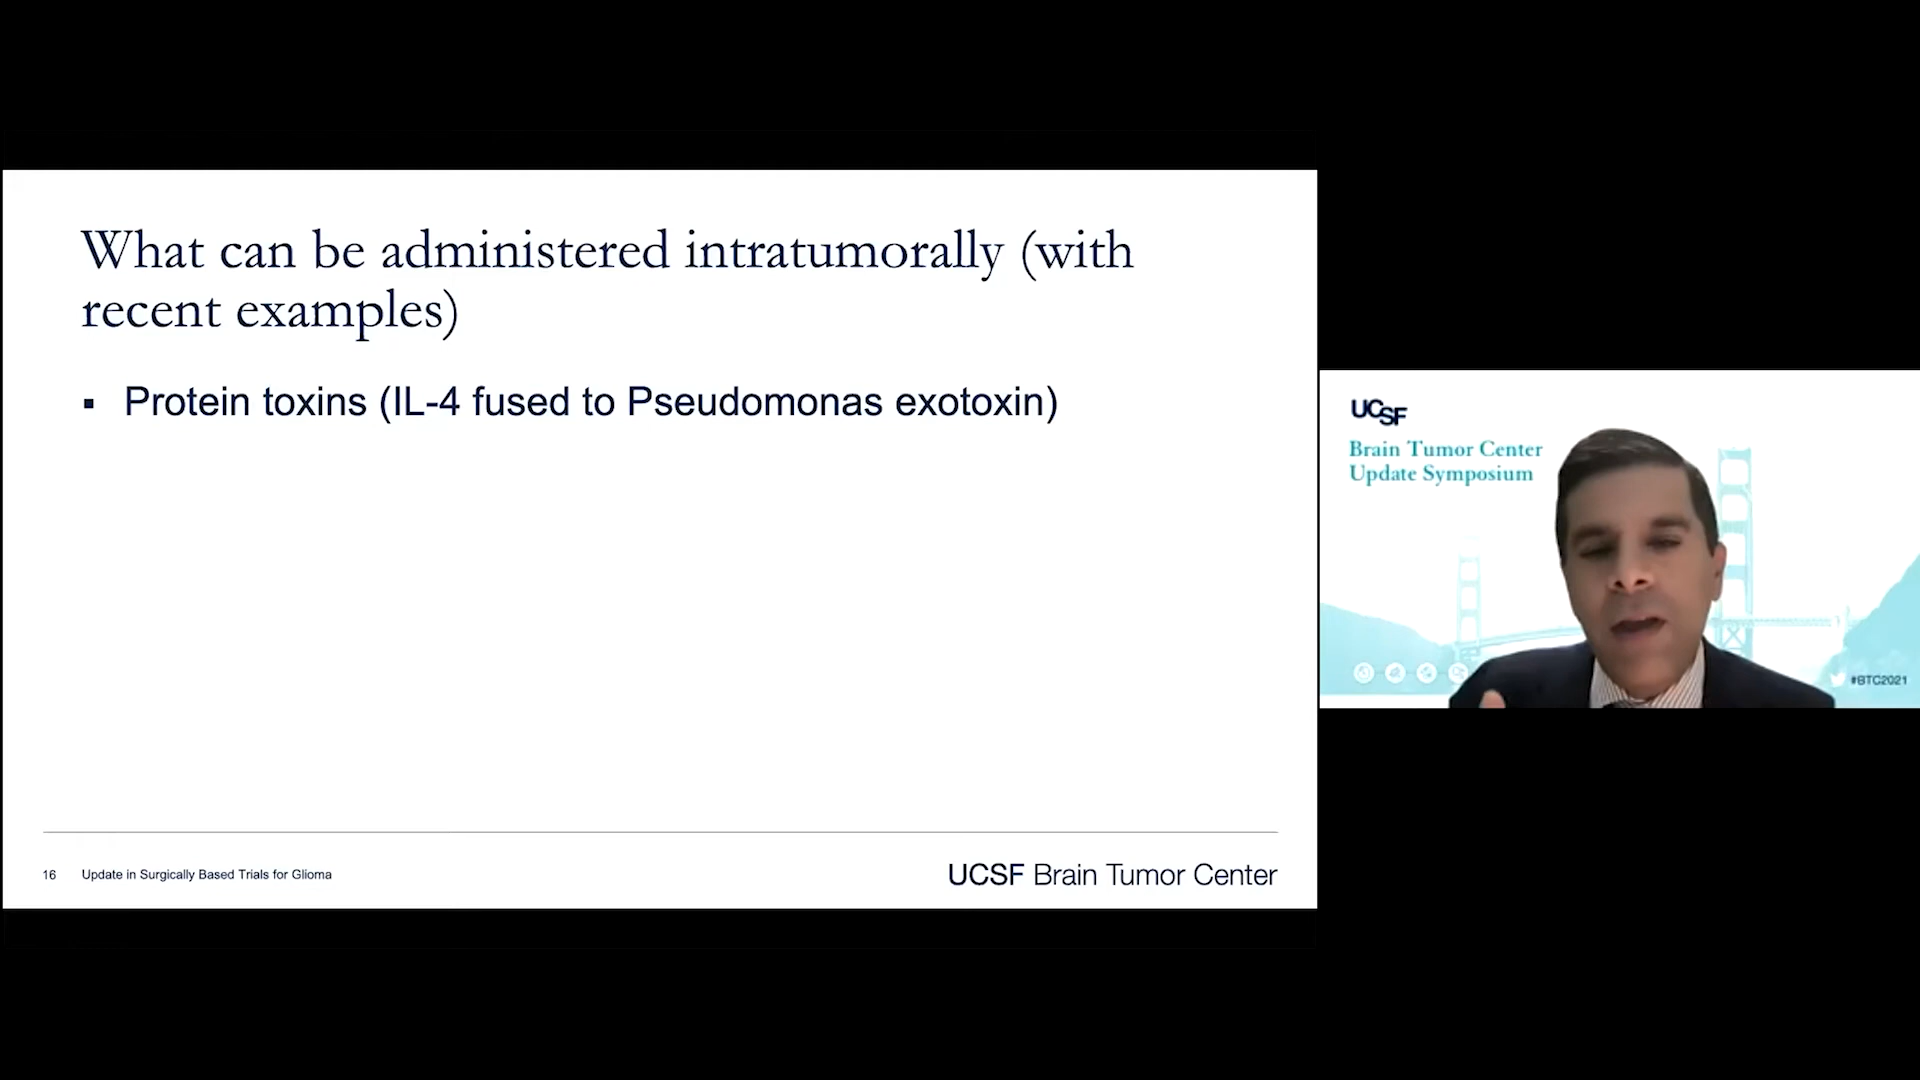 What can be administered intratumorally (with
recent examples)
▪ Protein toxins (IL-4 fused to Pseudomonas exotoxin)
16 Update in Surgically Based Trials for Glioma
UCSF Brain Tumor Center
UCSF
Brain Tumor Center
Update Symposium
#BTC2021